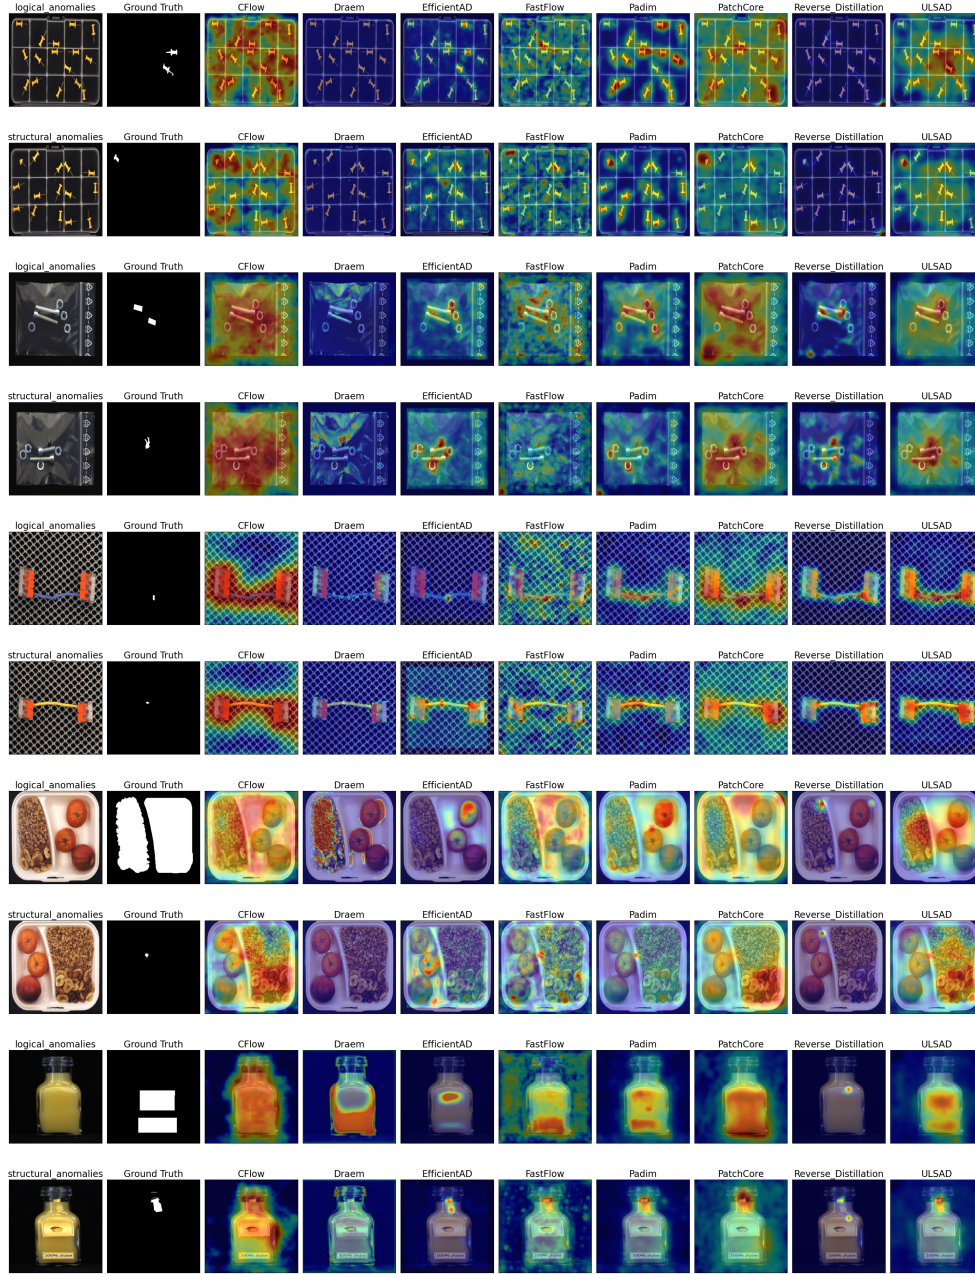 logical_anomalies Ground Truth CFlow Draem EfficientAD FastFlow Padim PatchCore Reverse_Distillation ULSAD
structural_anomalies Ground Truth CFlow Draem EfficientAD FastFlow Padim PatchCore Reverse_Distillation ULSAD
logical_anomalies Ground Truth CFlow Draem EfficientAD FastFlow Padim PatchCore Reverse_Distillation ULSAD
structural_anomalies Ground Truth CFlow Draem EfficientAD FastFlow Padim PatchCore Reverse_Distillation ULSAD
logical_anomalies Ground Truth CFlow Draem EfficientAD FastFlow Padim PatchCore Reverse_Distillation ULSAD
structural_anomalies Ground Truth CFlow Draem EfficientAD FastFlow Padim PatchCore Reverse_Distillation ULSAD
logical_anomalies Ground Truth CFlow Draem EfficientAD FastFlow Padim PatchCore Reverse_Distillation ULSAD
structural_anomalies Ground Truth CFlow Draem EfficientAD FastFlow Padim PatchCore Reverse_Distillation ULSAD
logical_anomalies Ground Truth CFlow Draem EfficientAD FastFlow Padim PatchCore Reverse_Distillation ULSAD
structural_anomalies Ground Truth CFlow Draem EfficientAD FastFlow Padim PatchCore Reverse_Distillation ULSAD